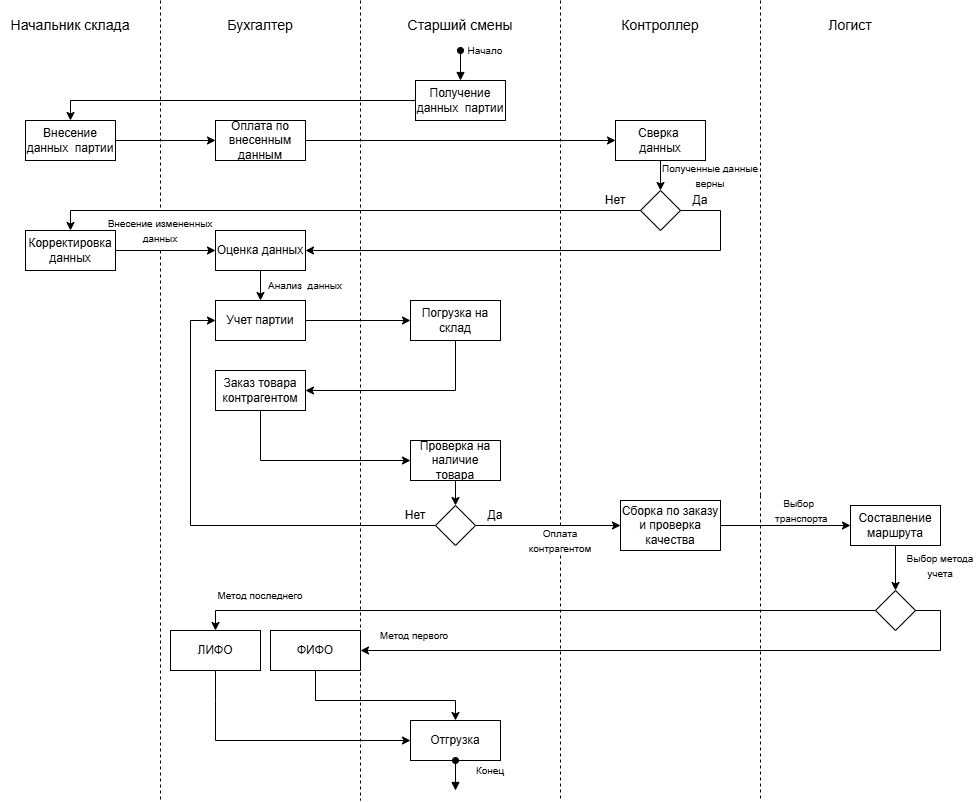 Начальник склада
Бухгалтер
Старший смены
Контроллер
Логист
Начало
Получение
данных партии
Внесение
данных партии
Оплата по
внесенным
данным
Сверка
данных
Полученные данные
верны
Нет
Да
Корректировка
данных
Внесение измененных
данных
Оценка данных
Анализ данных
Учет партии
Погрузка на
склад
Заказ товара
контрагентом
Проверка на
наличие
товара
Нет
Да
Оплата
контрагентом
Сборка по заказу
и проверка
качества
Выбор
транспорта
Составление
маршрута
Выбор метода
учета
Метод последнего
Метод первого
ЛИФО
ФИФО
Отгрузка
Конец